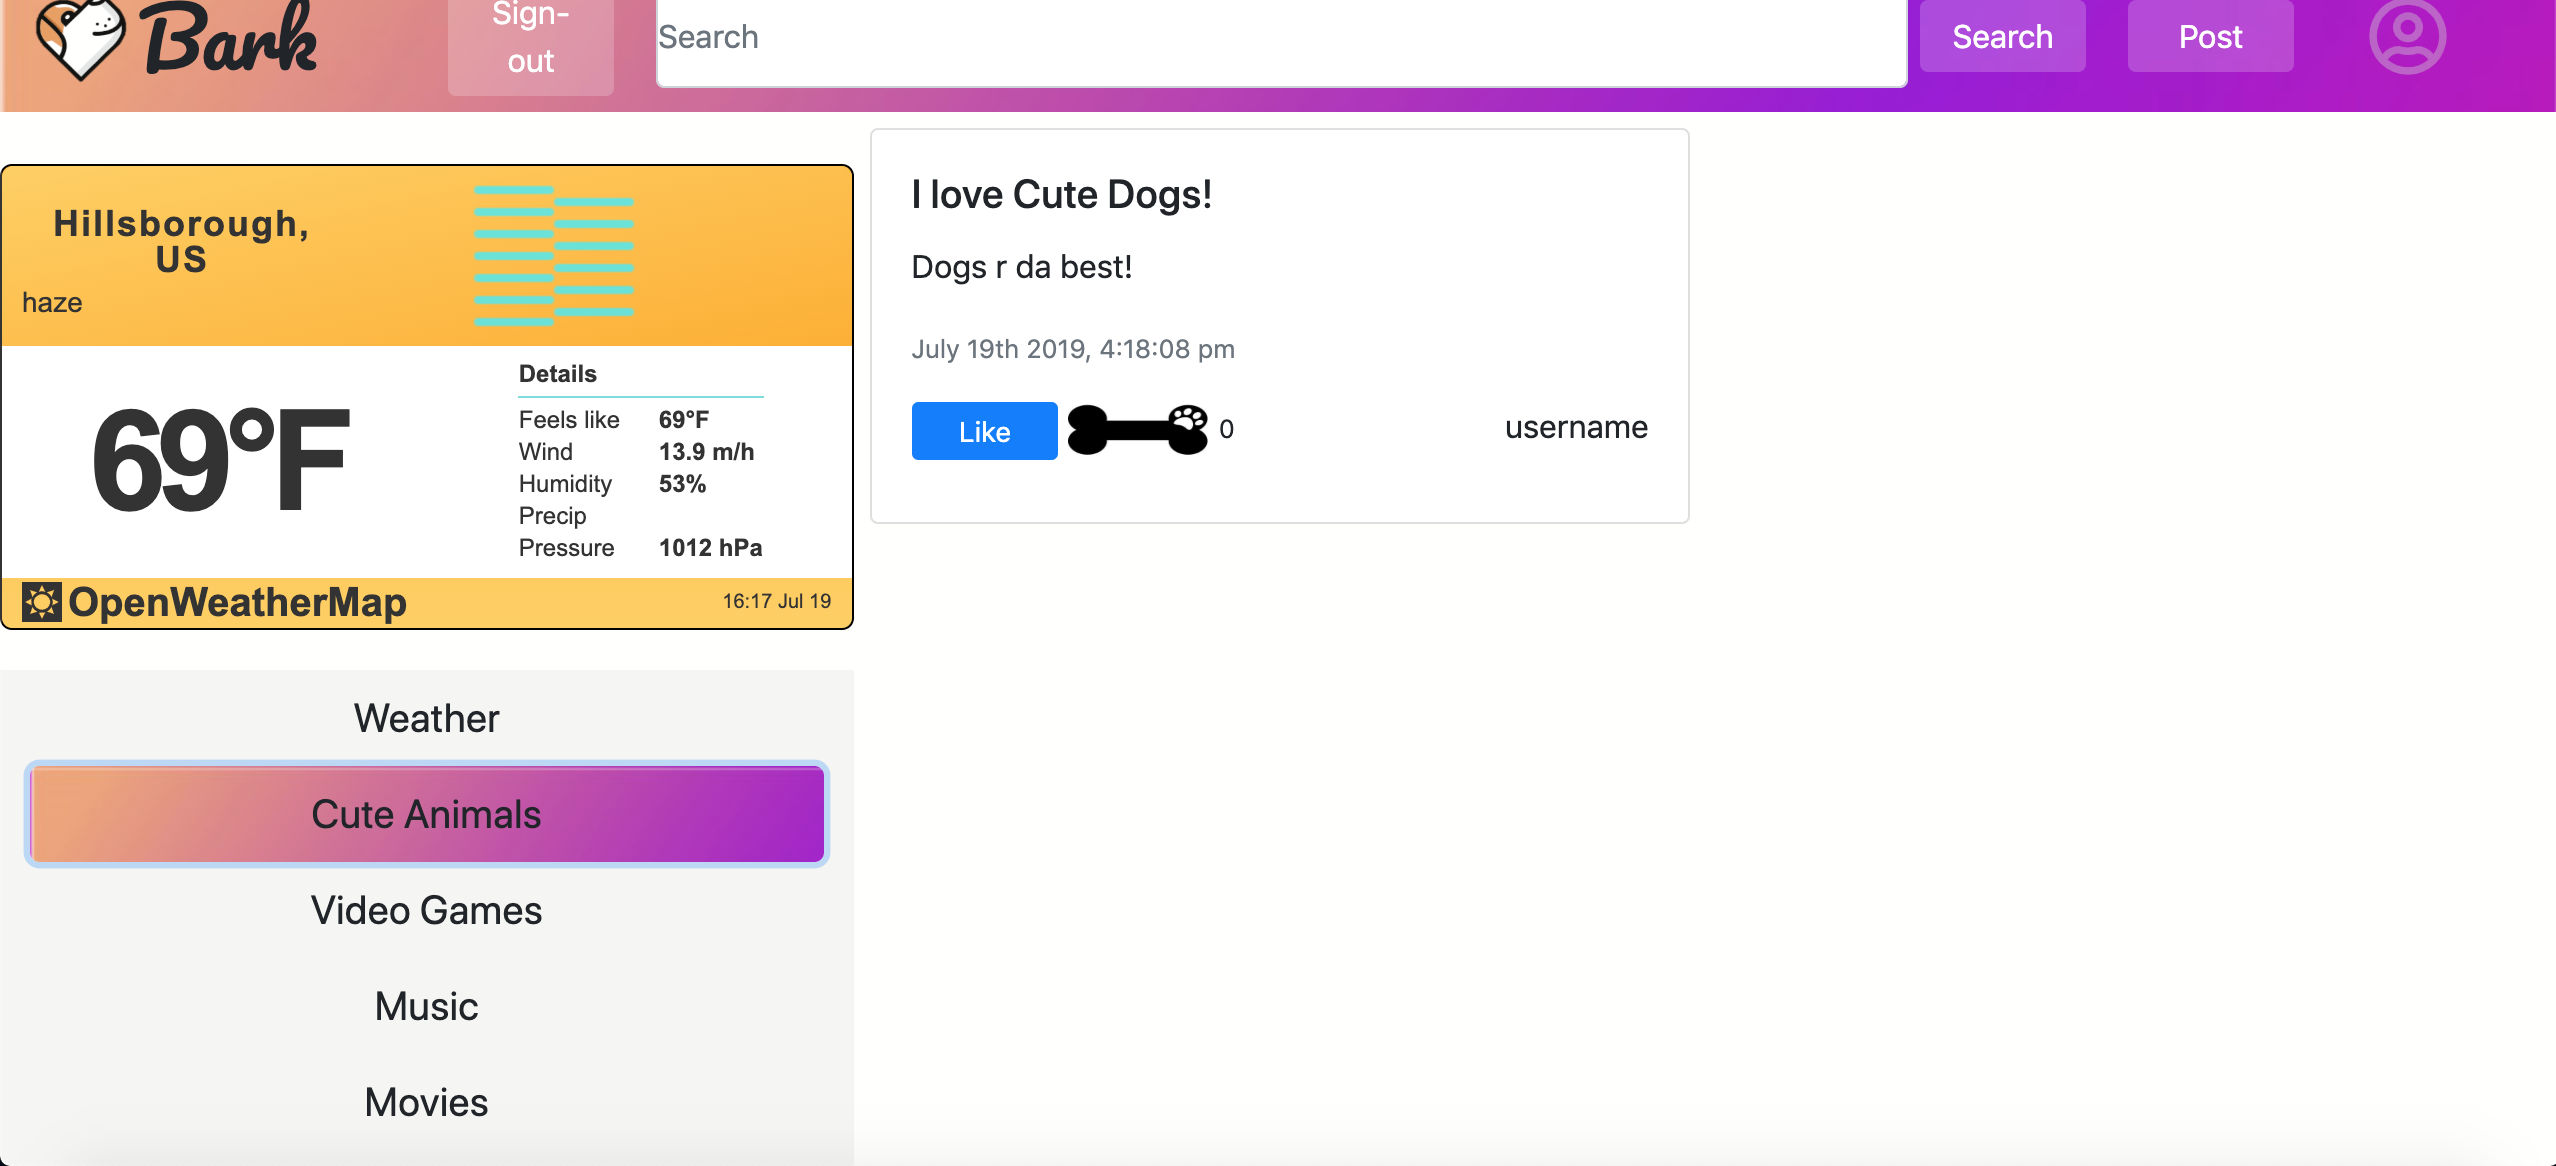 Bark
Sign-
out
Search
Search
Post
Hillsborough,
US
haze
69°F
Details
Feels like 69°F
Wind 13.9 m/h
Humidity 53%
Precip
Pressure 1012 hPa
OpenWeatherMap 16:17 Jul 19
I love Cute Dogs!
Dogs r da best!
July 19th 2019, 4:18:08 pm
Like 0 username
Weather
Cute Animals
Video Games
Music
Movies